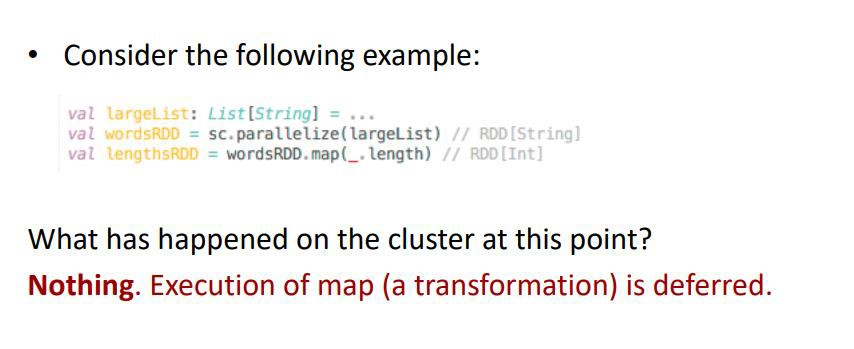 • Consider the following example:
val largeList: List[String] = ...
val wordsRDD = sc.parallelize(largeList) // RDD[String]
val lengthsRDD = wordsRDD.map(_.length) // RDD[Int]
What has happened on the cluster at this point?
Nothing. Execution of map (a transformation) is deferred.